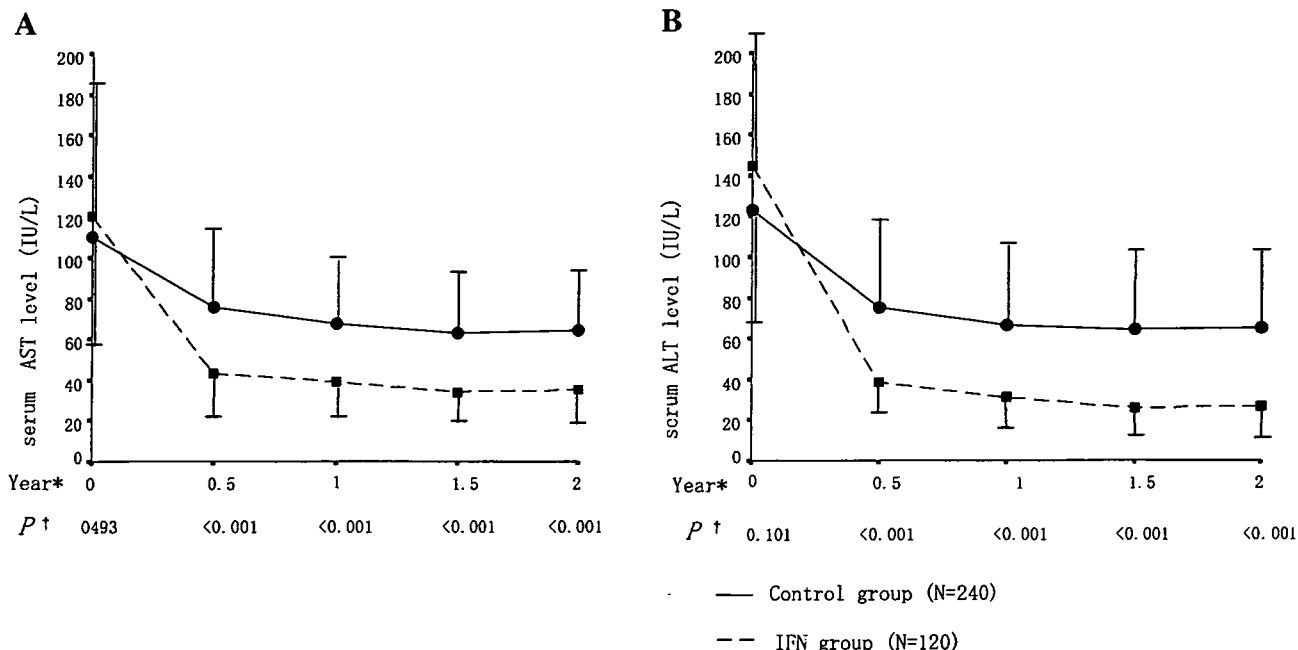 A
200
180
160
140
120
100
80
60
40
20
0
serum AST level (IU/L)
Year* 0 0.5 1 1.5 2
P † 0493 <0.001 <0.001 <0.001 <0.001
B
200
180
160
140
120
100
80
60
40
20
0
scrum ALT level (IU/L)
Year* 0 0.5 1 1.5 2
P † 0.101 <0.001 <0.001 <0.001 <0.001
Control group (N=240)
IFN group (N=120)